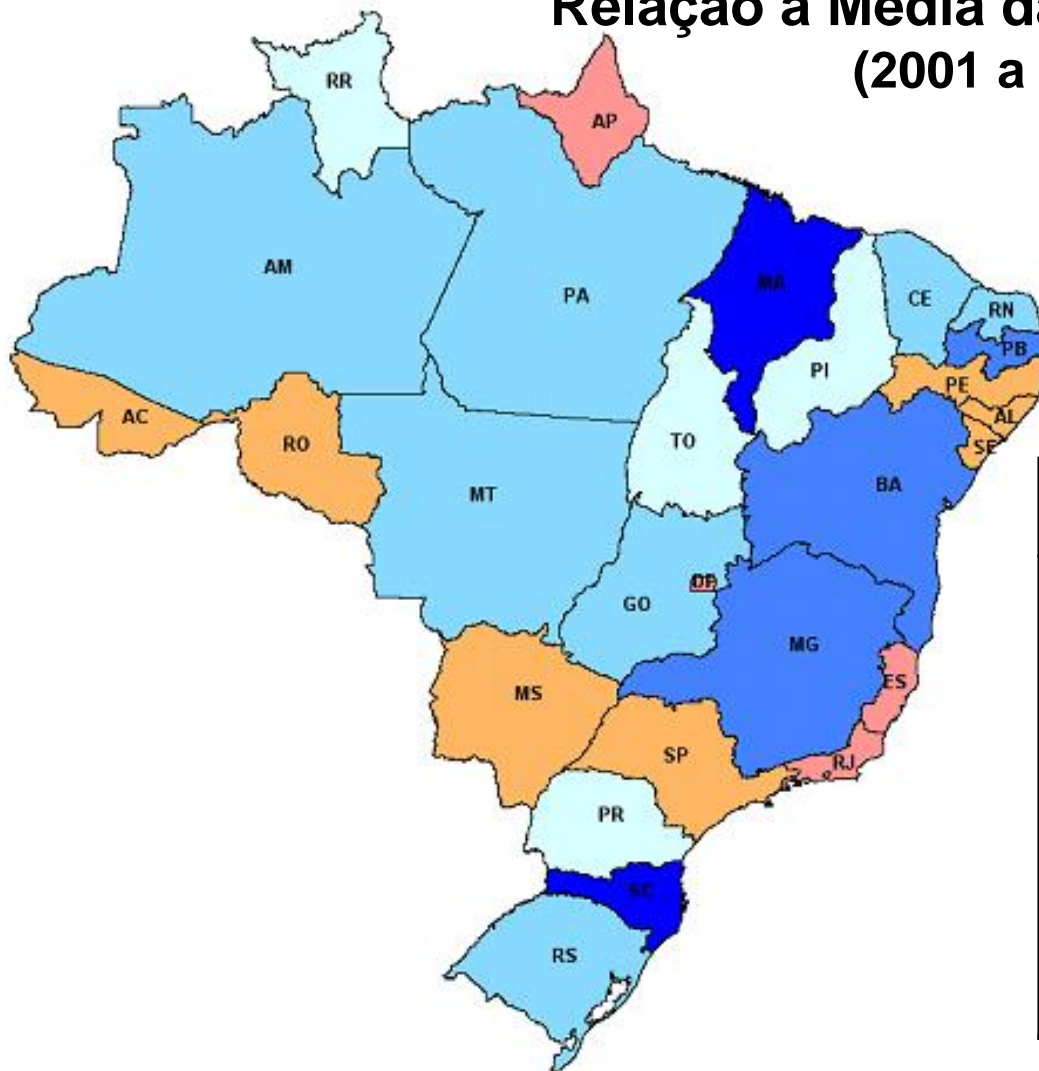 Relação à Média da
(2001 a
RR
AP
AM
PA
MA
CE
RN
PB
PI
PE
AC
AL
RO
TO
SE
MT
BA
DF
GO
MG
ES
MS
SP
RJ
PR
SC
RS